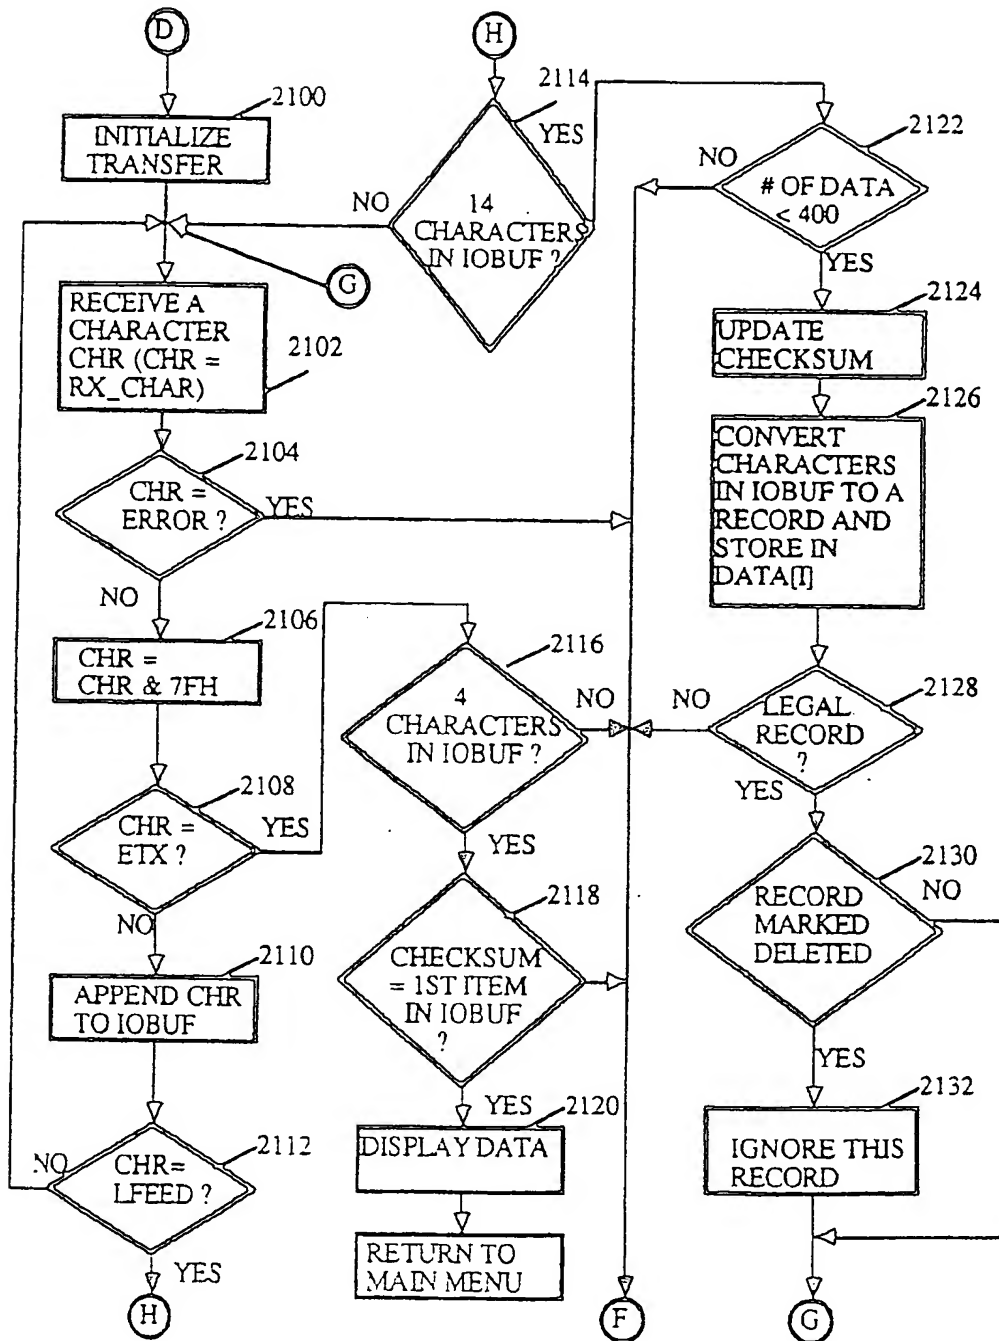 D
2100
INITIALIZE
TRANSFER
G
RECEIVE A
CHARACTER
CHR (CHR =
RX_CHAR)
2102
2104
CHR =
ERROR ?
YES
NO
2106
CHR =
CHR & 7FH
2108
CHR =
ETX ?
YES
NO
2110
APPEND CHR
TO IOBUF
2112
NO
CHR=
LFEED ?
YES
H
H
2114
YES
NO
14
CHARACTERS
IN IOBUF ?
2116
4
CHARACTERS
IN IOBUF ?
NO
YES
2118
CHECKSUM
= 1ST ITEM
IN IOBUF
?
YES
2120
DISPLAY DATA
RETURN TO
MAIN MENU
F
2122
NO
# OF DATA
< 400
YES
2124
UPDATE
CHECKSUM
2126
CONVERT
CHARACTERS
IN IOBUF TO A
RECORD AND
STORE IN
DATA[I]
2128
NO
LEGAL
RECORD
?
YES
2130
NO
RECORD
MARKED
DELETED
YES
2132
IGNORE THIS
RECORD
G